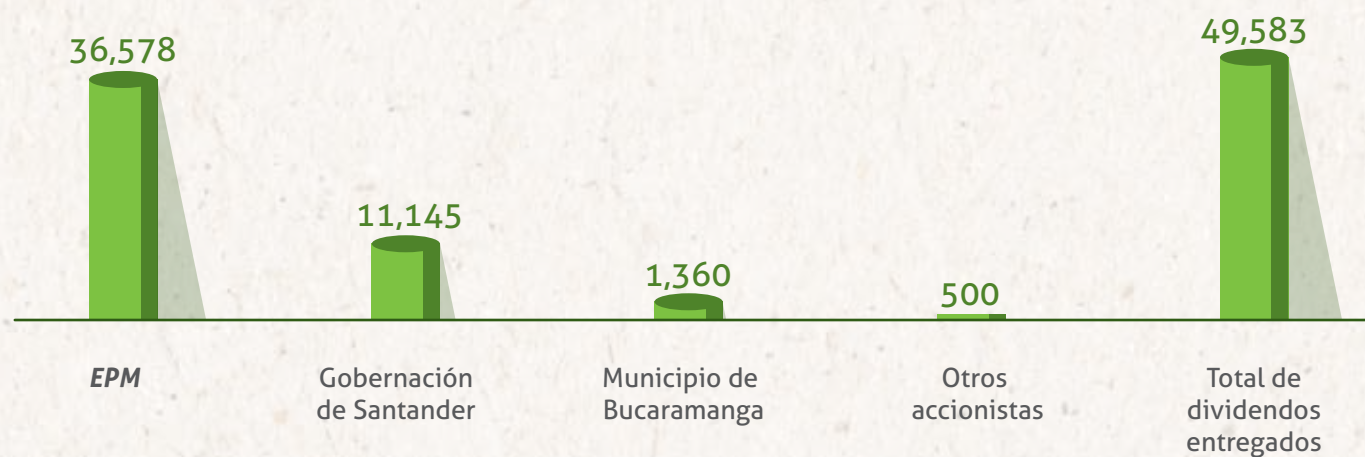 36,578
11,145
1,360
500
49,583
EPM
Gobernación
de Santander
Municipio de
Bucaramanga
Otros
accionistas
Total de
dividendos
entregados